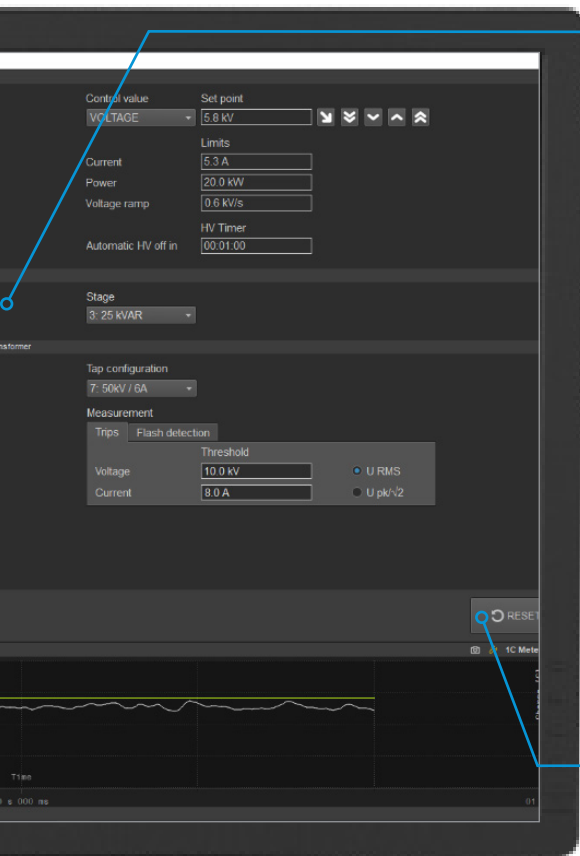 Control value Set point
VOLTAGE 5.8 kV
Limits
Current 5.3 A
Power 20.0 kW
Voltage ramp 0.6 kV/s
HV Timer
Automatic HV off in 00:01:00
Stage
3: 25 kVAR
nsformer
Tap configuration
7: 50kV / 6A
Measurement
Trips Flash detection
Threshold
Voltage 10.0 kV U RMS
Current 8.0 A U pk/√2
RESET
1C Mete
Time
s 000 ms 01